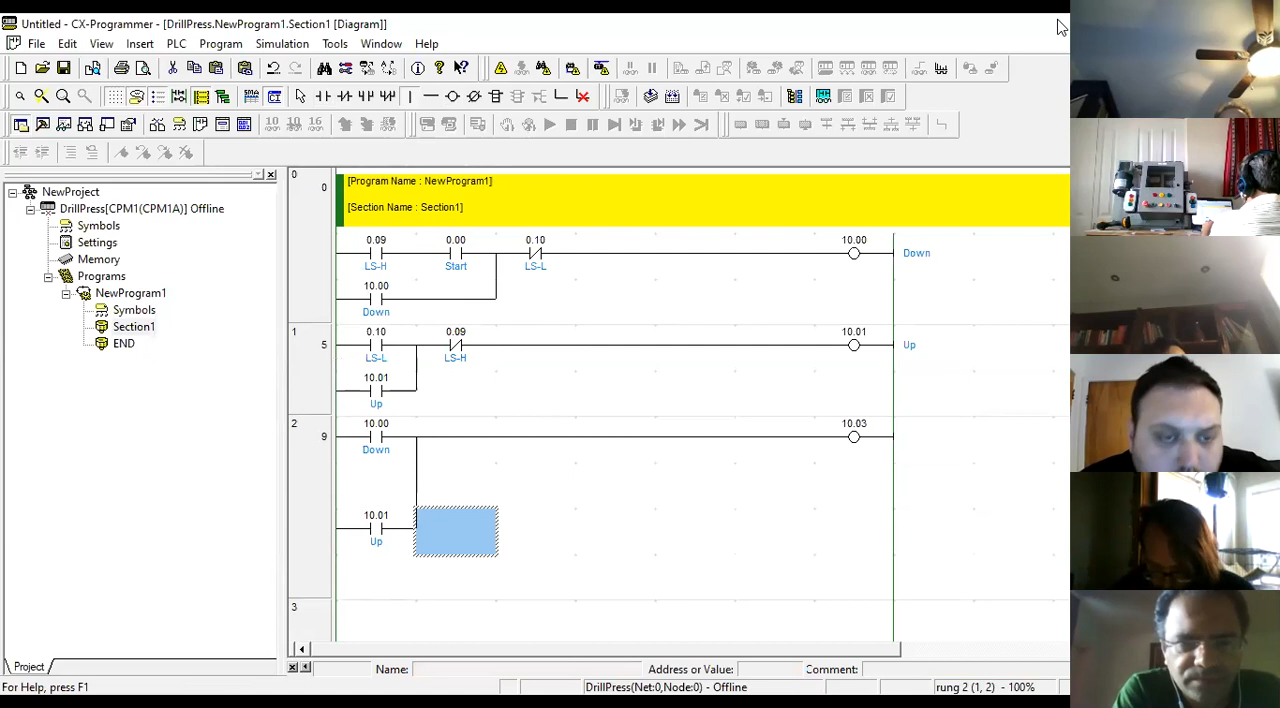 Untitled - CX-Programmer - [DrillPress.NewProgram1.Section1 [Diagram]]
File Edit View Insert PLC Program Simulation Tools Window Help
NewProject
DrillPress[CPM1(CPM1A)] Offline
Symbols
Settings
Memory
Programs
NewProgram1
Symbols
Section1
END
Project
0
0
[Program Name : NewProgram1]
[Section Name : Section1]
0.09 0.00 0.10 10.00
Down
LS-H Start LS-L
10.00
Down
1
5
0.10 0.09 10.01
Up
LS-L LS-H
10.01
Up
2
9
10.00 10.03
Down
10.01
Up
3
Name: Address or Value: Comment:
For Help, press F1 DrillPress(Net:0,Node:0) - Offline rung 2 (1, 2) - 100%